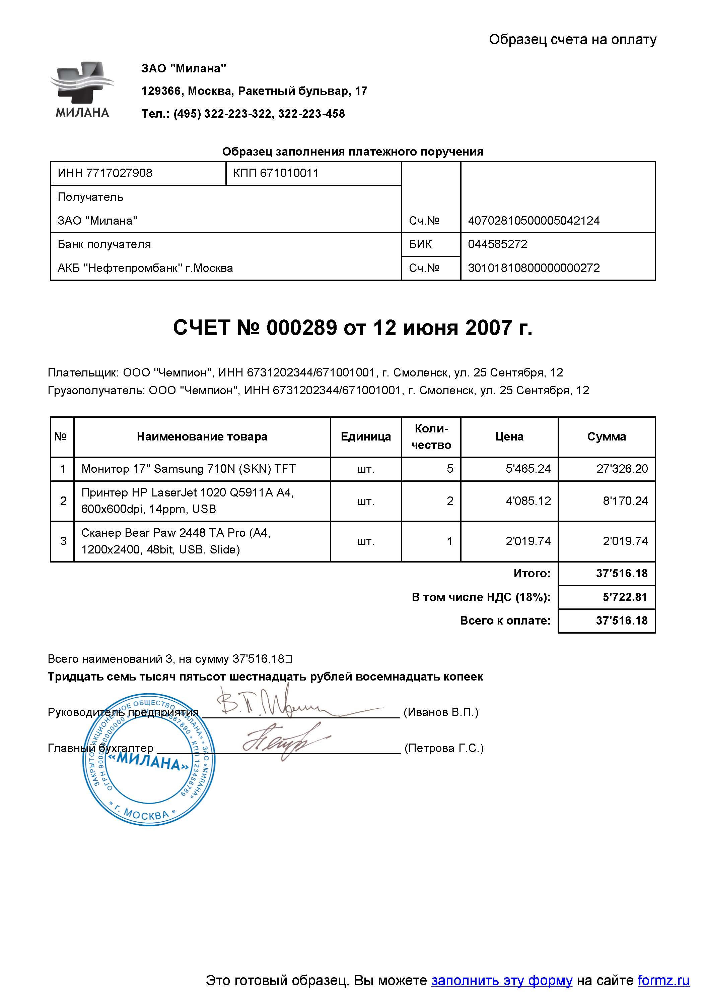 Образец счета на оплату
МИЛАНА
ЗАО "Милана"
129366, Москва, Ракетный бульвар, 17
Тел.: (495) 322-223-322, 322-223-458
Образец заполнения платежного поручения
ИНН 7717027908 КПП 671010011
Получатель
ЗАО "Милана" Сч.№ 40702810500005042124
Банк получателя БИК 044585272
АКБ "Нефтепромбанк" г.Москва Сч.№ 30101810800000000272
СЧЕТ № 000289 от 12 июня 2007 г.
Плательщик: ООО "Чемпион", ИНН 6731202344/671001001, г. Смоленск, ул. 25 Сентября, 12
Грузополучатель: ООО "Чемпион", ИНН 6731202344/671001001, г. Смоленск, ул. 25 Сентября, 12
№ Наименование товара Единица Коли-чество Цена Сумма
1 Монитор 17" Samsung 710N (SKN) TFT шт. 5 5'465.24 27'326.20
2 Принтер HP LaserJet 1020 Q5911A A4, шт. 2 4'085.12 8'170.24
600x600dpi, 14ppm, USB
3 Сканер Bear Paw 2448 TA Pro (A4, шт. 1 2'019.74 2'019.74
1200x2400, 48bit, USB, Slide)
Итого: 37'516.18
В том числе НДС (18%): 5'722.81
Всего к оплате: 37'516.18
Всего наименований 3, на сумму 37'516.18
Тридцать семь тысяч пятьсот шестнадцать рублей восемнадцать копеек
Руководитель предприятия (Иванов В.П.)
Главный бухгалтер (Петрова Г.С.)
ЗАКРЫТОЕ АКЦИОНЕРНОЕ ОБЩЕСТВО «МИЛАНА» * ЗАО «МИЛАНА»
ОГРН 9000000000000 * ИНН 1234567890 * КПП 123456789
«МИЛАНА»
* г. МОСКВА *
Это готовый образец. Вы можете заполнить эту форму на сайте formz.ru